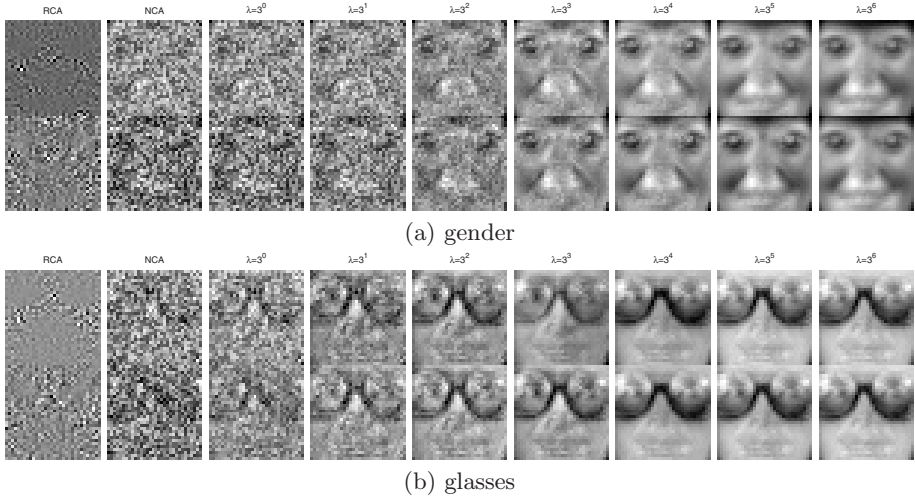 RCA NCA λ=3⁰ λ=3¹ λ=3² λ=3³ λ=3⁴ λ=3⁵ λ=3⁶
(a) gender
RCA NCA λ=3⁰ λ=3¹ λ=3² λ=3³ λ=3⁴ λ=3⁵ λ=3⁶
(b) glasses